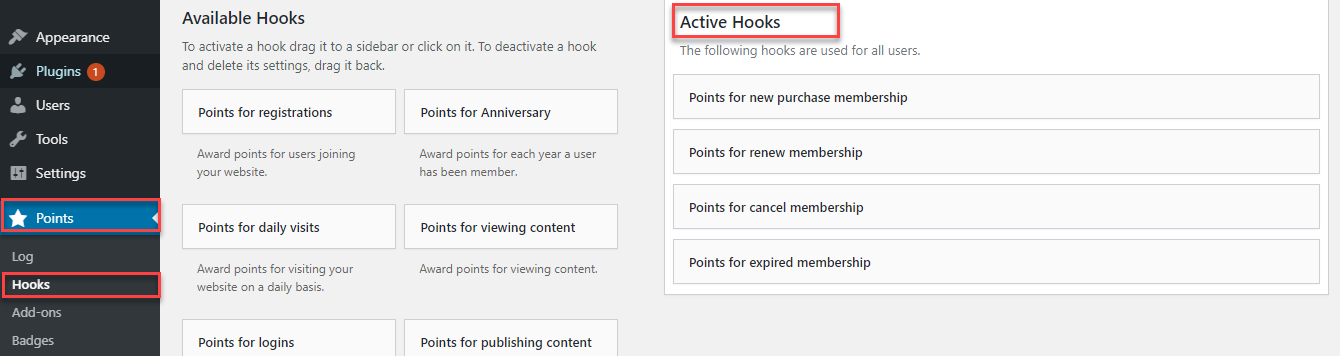 Appearance
Plugins 1
Users
Tools
Settings
Points
Log
Hooks
Add-ons
Badges
Available Hooks
To activate a hook drag it to a sidebar or click on it. To deactivate a hook
and delete its settings, drag it back.
Points for registrations
Award points for users joining
your website.
Points for Anniversary
Award points for each year a user
has been member.
Points for daily visits
Award points for visiting your
website on a daily basis.
Points for viewing content
Award points for viewing content.
Points for logins
Points for publishing content
Active Hooks
The following hooks are used for all users.
Points for new purchase membership
Points for renew membership
Points for cancel membership
Points for expired membership